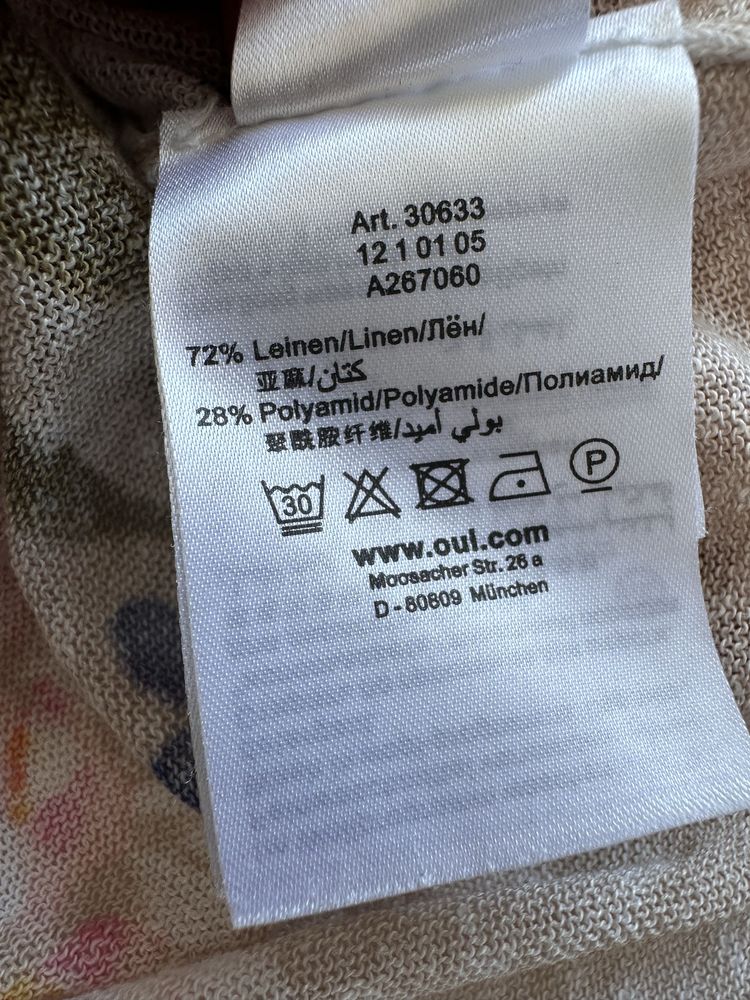 Art. 30633
12 1 01 05
A267060
72% Leinen/Linen/Лён/
亚麻/كتان
28% Polyamid/Polyamide/Полиамид/
聚酰胺纤维/بولي أميد
30
P
www.oui.com
Moosacher Str. 26 a
D - 80809 München